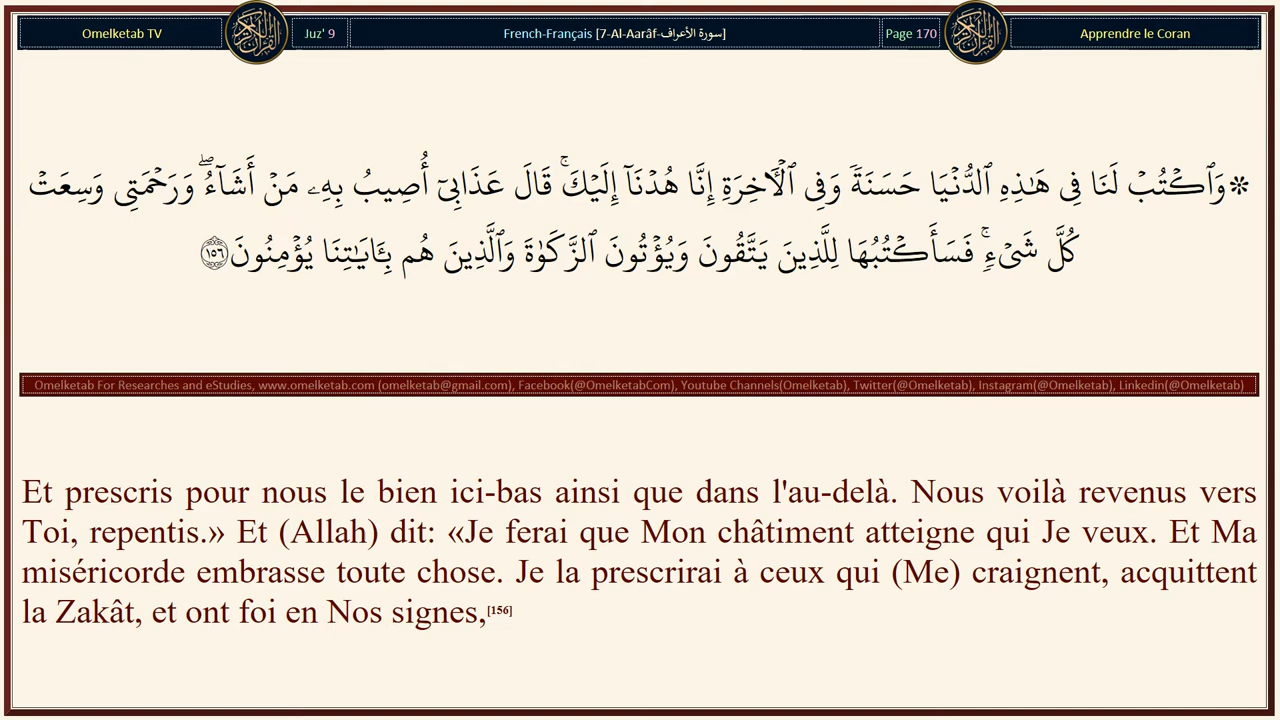 Omelketab TV
Juz' 9
French-Français [7-Al-Aarâf-سورة الأعراف]
Page 170
Apprendre le Coran
۞ وَٱكۡتُبۡ لَنَا فِي هَٰذِهِ ٱلدُّنۡيَا حَسَنَةٗ وَفِي ٱلۡأٓخِرَةِ إِنَّا هُدۡنَآ إِلَيۡكَۚ قَالَ عَذَابِيٓ أُصِيبُ بِهِۦ مَنۡ أَشَآءُۖ وَرَحۡمَتِي وَسِعَتۡ
كُلَّ شَيۡءٖۚ فَسَأَكۡتُبُهَا لِلَّذِينَ يَتَّقُونَ وَيُؤۡتُونَ ٱلزَّكَوٰةَ وَٱلَّذِينَ هُم بِـَٔايَٰتِنَا يُؤۡمِنُونَ ١٥٦
Omelketab For Researches and eStudies, www.omelketab.com (omelketab@gmail.com), Facebook(@OmelketabCom), Youtube Channels(Omelketab), Twitter(@Omelketab), Instagram(@Omelketab), Linkedin(@Omelketab)
Et prescris pour nous le bien ici-bas ainsi que dans l'au-delà. Nous voilà revenus vers
Toi, repentis.» Et (Allah) dit: «Je ferai que Mon châtiment atteigne qui Je veux. Et Ma
miséricorde embrasse toute chose. Je la prescrirai à ceux qui (Me) craignent, acquittent
la Zakât, et ont foi en Nos signes,[156]